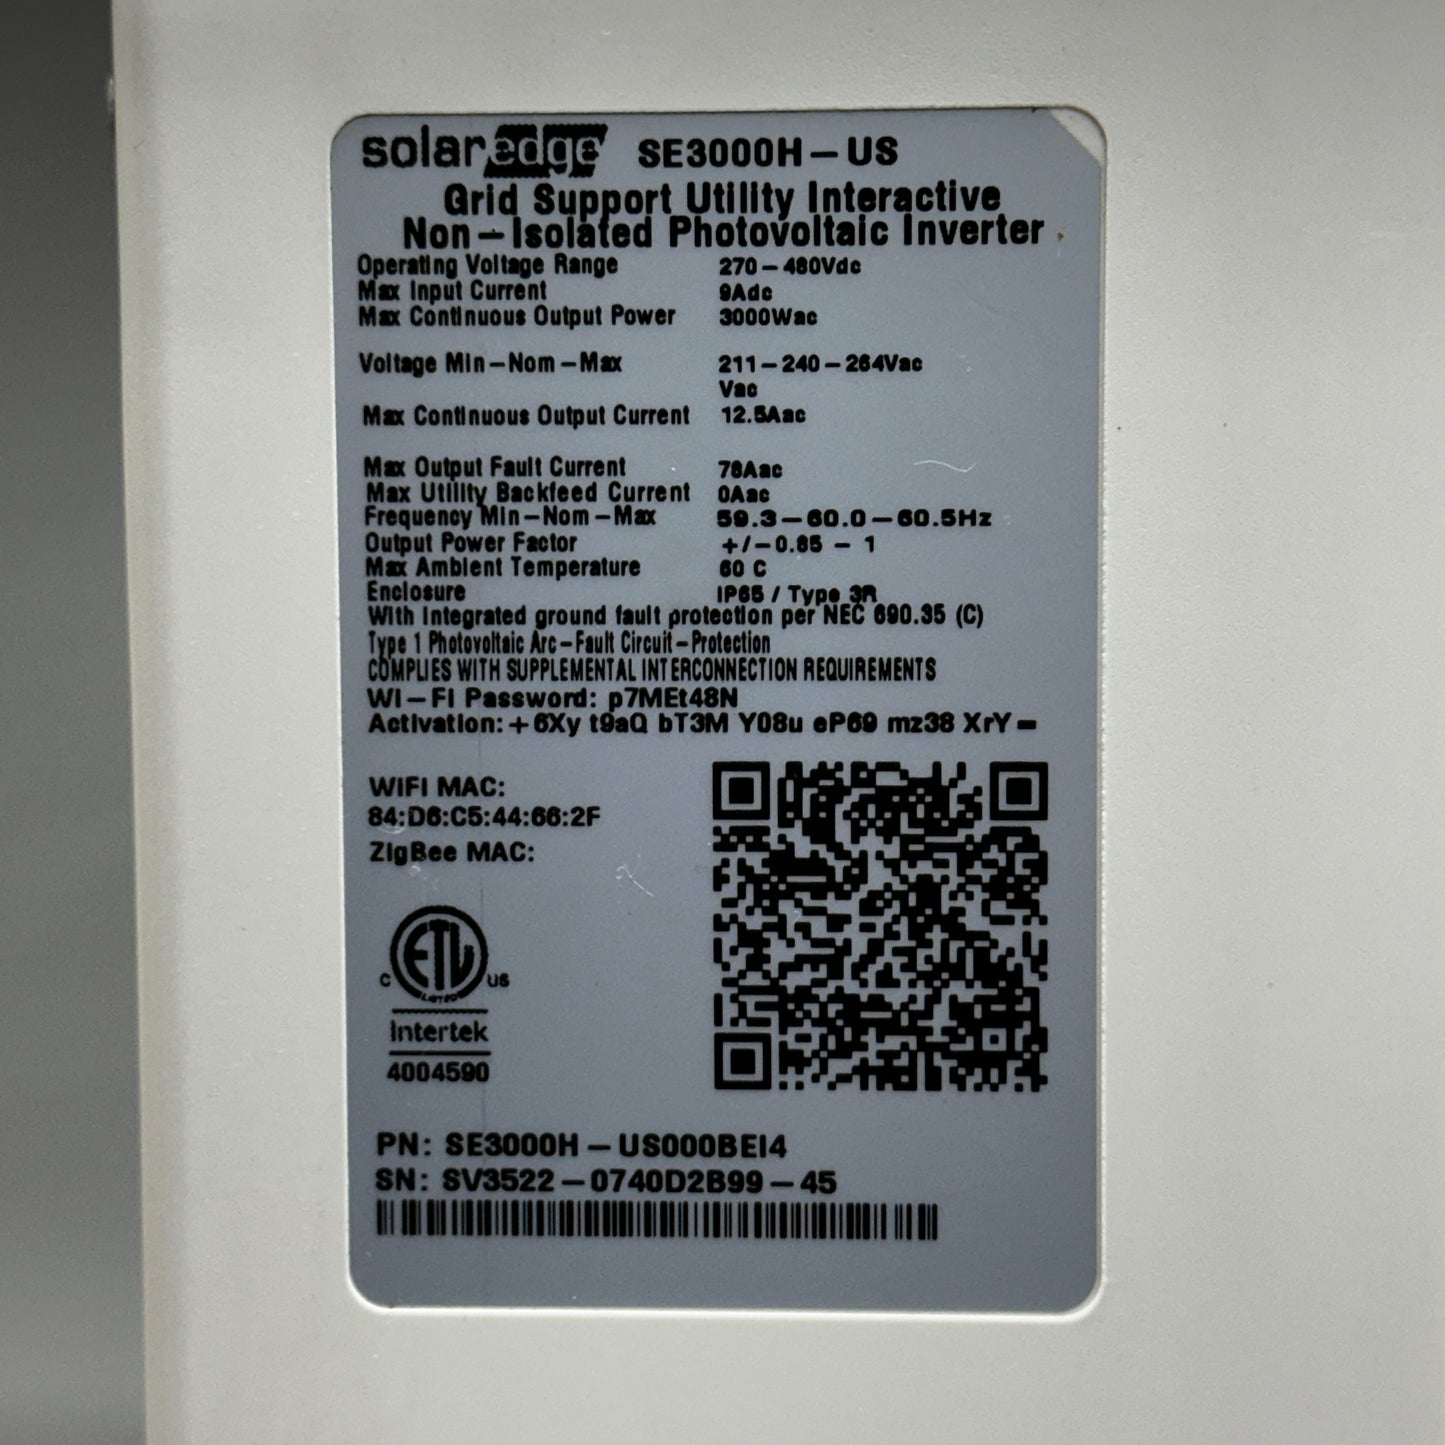 solaredge SE3000H-US
Grid Support Utility Interactive
Non-Isolated Photovoltaic Inverter
Operating Voltage Range 270-480Vdc
Max Input Current 9Adc
Max Continuous Output Power 3000Wac
Voltage Min-Nom-Max 211-240-264Vac
Vac
Max Continuous Output Current 12.5Aac
Max Output Fault Current 78Aac
Max Utility Backfeed Current 0Aac
Frequency Min-Nom-Max 59.3-60.0-60.5Hz
Output Power Factor +/-0.85 - 1
Max Ambient Temperature 60 C
Enclosure IP65 / Type 3R
With Integrated ground fault protection per NEC 690.35 (C)
Type 1 Photovoltaic Arc-Fault Circuit-Protection
COMPLIES WITH SUPPLEMENTAL INTERCONNECTION REQUIREMENTS
WI-FI Password: p7MEt48N
Activation: +6Xy t9aQ bT3M Y08u eP69 mz38 XrY=
WIFI MAC:
84:D6:C5:44:66:2F
ZigBee MAC:
ETL
C US
LISTED
Intertek
4004590
PN: SE3000H-US000BEI4
SN: SV3522-0740D2B99-45